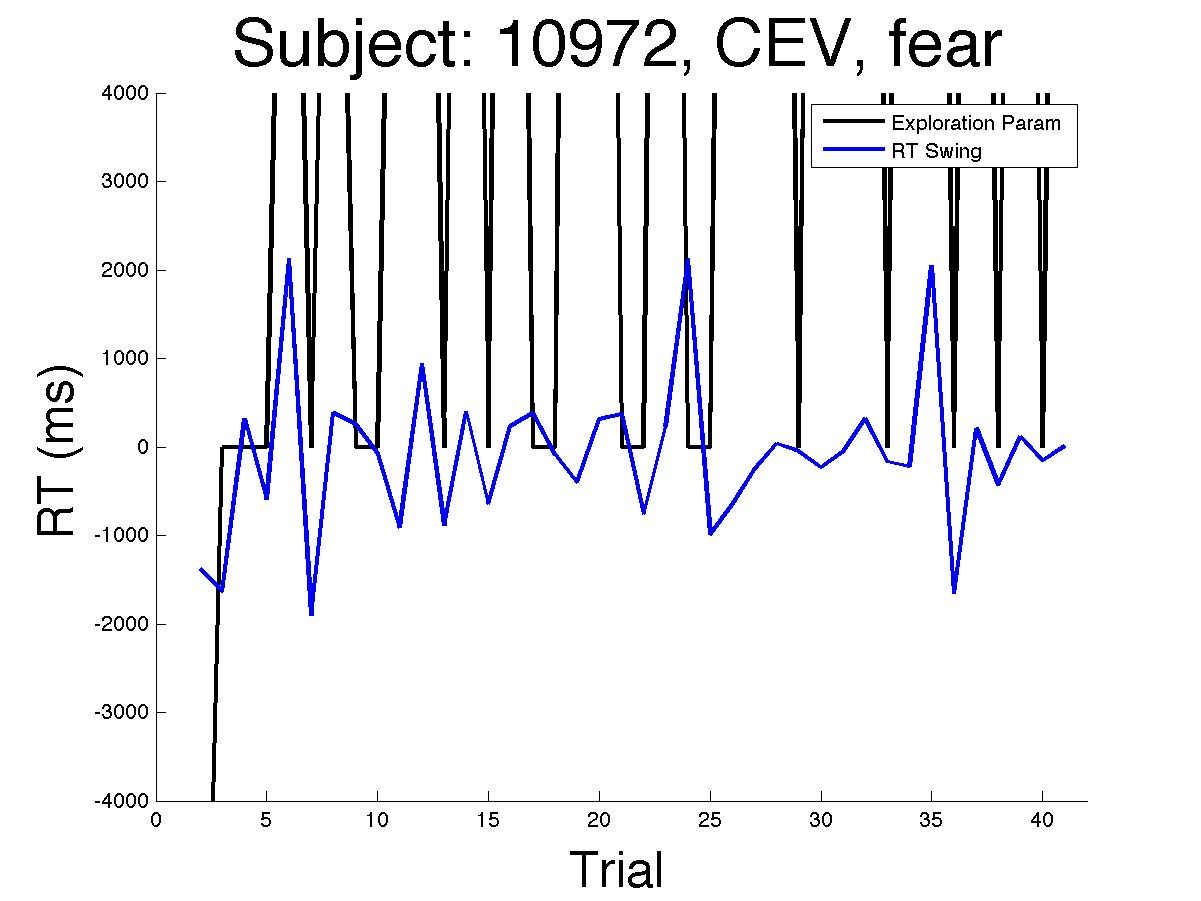 Subject: 10972, CEV, fear
4000
3000
2000
1000
0
-1000
-2000
-3000
-4000
RT (ms)
Exploration Param
RT Swing
0 5 10 15 20 25 30 35 40
Trial